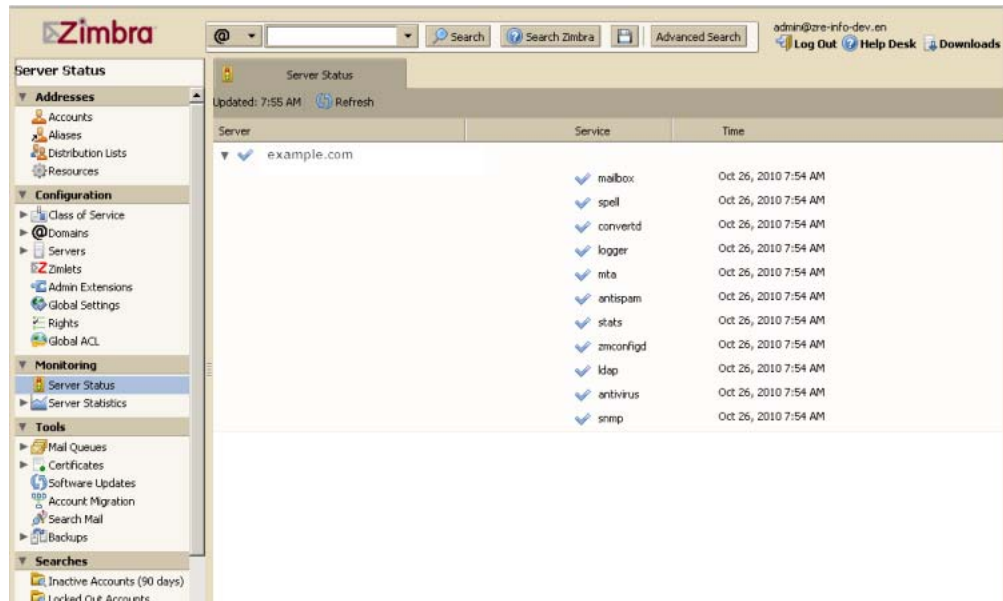 Zimbra
@
Search
Search Zimbra
Advanced Search
admin@zre-info-dev.en
Log Out
Help Desk
Downloads
Server Status
Server Status
Updated: 7:55 AM
Refresh
Addresses
Accounts
Aliases
Distribution Lists
Resources
Configuration
Class of Service
@Domains
Servers
Zimlets
Admin Extensions
Global Settings
Rights
Global ACL
Monitoring
Server Status
Server Statistics
Tools
Mail Queues
Certificates
Software Updates
Account Migration
Search Mail
Backups
Searches
Inactive Accounts (90 days)
Locked Out Accounts
Server Service Time
example.com
mailbox Oct 26, 2010 7:54 AM
spell Oct 26, 2010 7:54 AM
convertd Oct 26, 2010 7:54 AM
logger Oct 26, 2010 7:54 AM
mta Oct 26, 2010 7:54 AM
antispam Oct 26, 2010 7:54 AM
stats Oct 26, 2010 7:54 AM
zmconfigd Oct 26, 2010 7:54 AM
ldap Oct 26, 2010 7:54 AM
antivirus Oct 26, 2010 7:54 AM
snmp Oct 26, 2010 7:54 AM